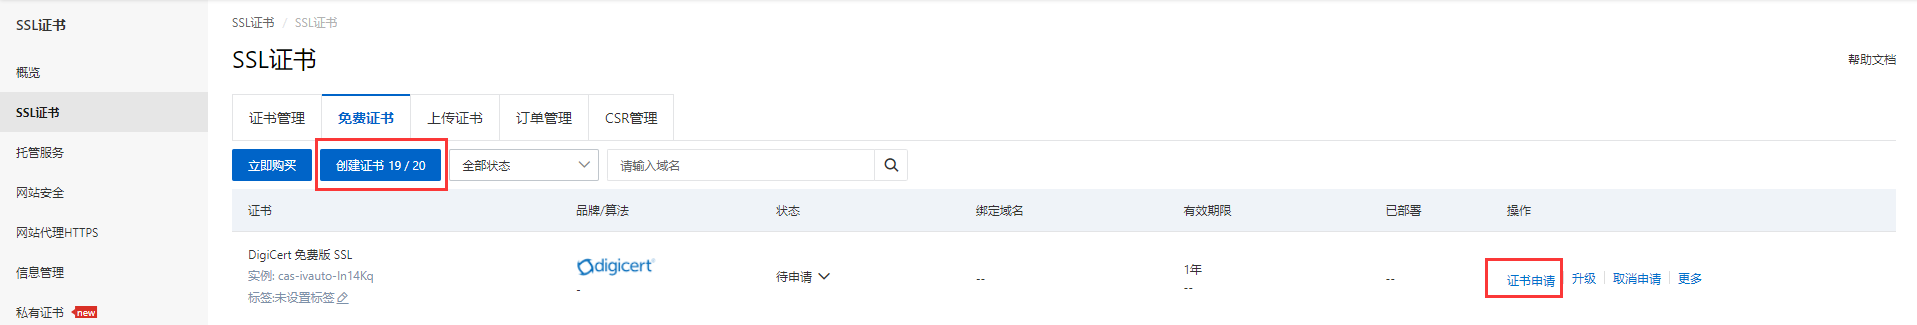 SSL证书
概览
SSL证书
托管服务
网站安全
网站代理HTTPS
信息管理
私有证书 new
SSL证书 / SSL证书
SSL证书
帮助文档
证书管理 免费证书 上传证书 订单管理 CSR管理
立即购买 创建证书 19 / 20 全部状态 请输入域名
证书 品牌/算法 状态 绑定域名 有效期限 已部署 操作
DigiCert 免费版 SSL
实例: cas-ivauto-In14Kq
标签:未设置标签
digicert
-
待申请
--
1年
--
--
证书申请 升级 取消申请 更多